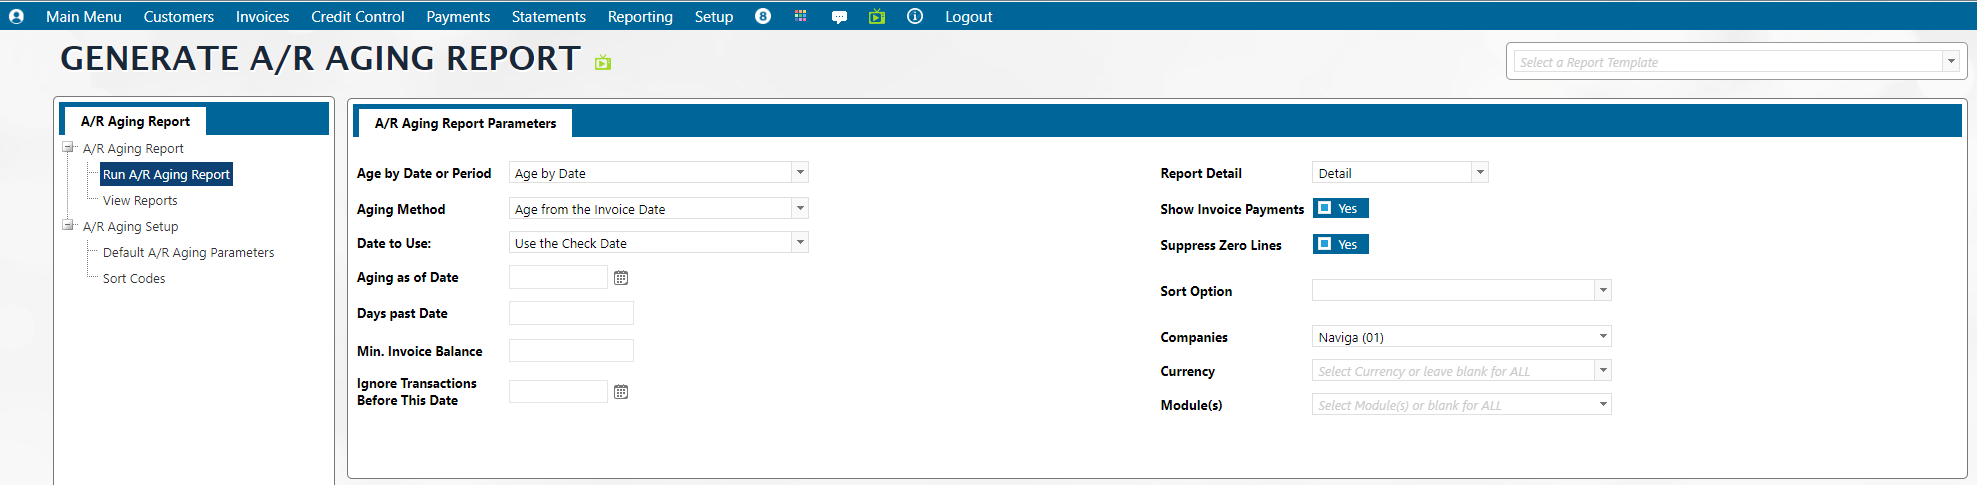 Main Menu Customers Invoices Credit Control Payments Statements Reporting Setup 8 Logout
GENERATE A/R AGING REPORT
Select a Report Template
A/R Aging Report
A/R Aging Report
Run A/R Aging Report
View Reports
A/R Aging Setup
Default A/R Aging Parameters
Sort Codes
A/R Aging Report Parameters
Age by Date or Period Age by Date
Aging Method Age from the Invoice Date
Date to Use: Use the Check Date
Aging as of Date
Days past Date
Min. Invoice Balance
Ignore Transactions
Before This Date
Report Detail Detail
Show Invoice Payments Yes
Suppress Zero Lines Yes
Sort Option
Companies Naviga (01)
Currency Select Currency or leave blank for ALL
Module(s) Select Module(s) or blank for ALL